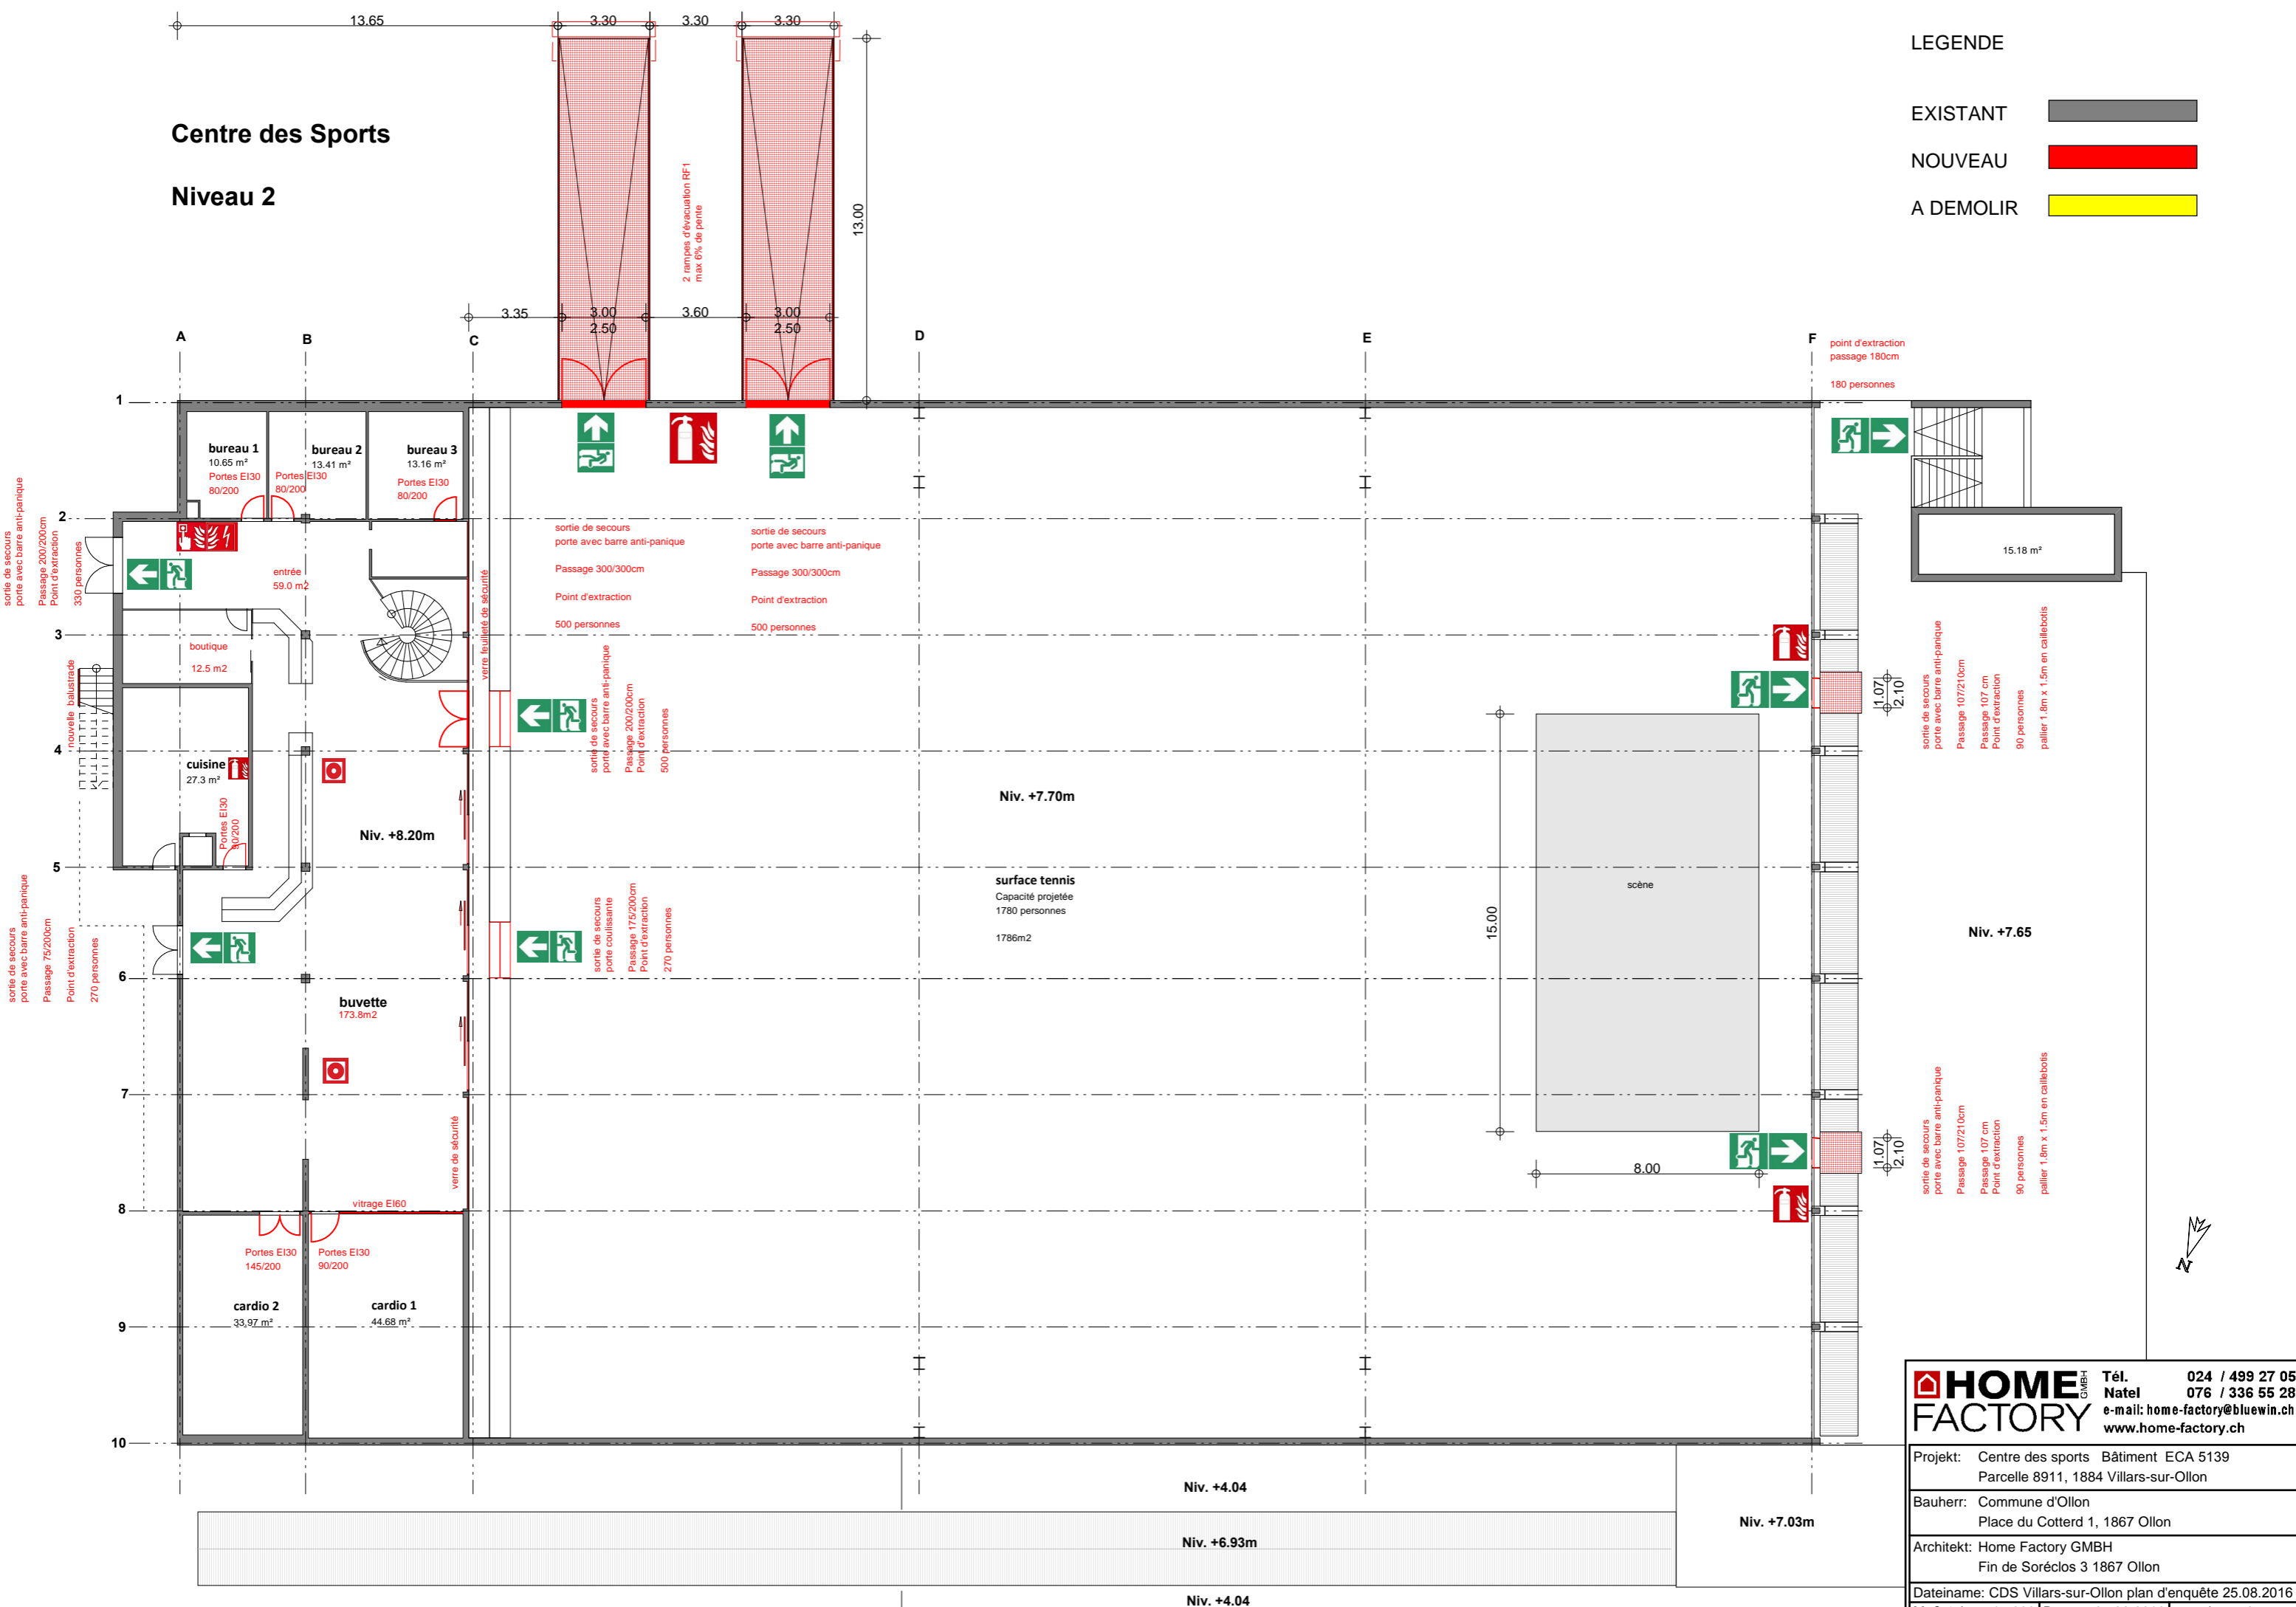 13.65
3.30
3.30
3.30
LEGENDE
EXISTANT
NOUVEAU
A DEMOLIR
Centre des Sports
Niveau 2
2 rampes d'évacuation RF1
max 6% de pente
13.00
3.35
3.00
2.50
3.60
3.00
2.50
A
B
C
D
E
F
point d'extraction
passage 180cm
180 personnes
1
2
3
4
5
6
7
8
9
10
bureau 1
10.65 m²
Portes EI30
80/200
bureau 2
13.41 m²
Portes EI30
80/200
bureau 3
13.16 m²
Portes EI30
80/200
sortie de secours
porte avec barre anti-panique
Passage 200/200cm
Point d'extraction
330 personnes
entrée
59.0 m2
boutique
12.5 m2
nouvelle balustrade
cuisine
27.3 m²
Portes EI30
90/200
verre feuilleté de sécurité
sortie de secours
porte avec barre anti-panique
Passage 300/300cm
Point d'extraction
500 personnes
sortie de secours
porte avec barre anti-panique
Passage 300/300cm
Point d'extraction
500 personnes
sortie de secours
porte avec barre anti-panique
Passage 200/200cm
Point d'extraction
500 personnes
15.18 m²
1.07
2.10
sortie de secours
porte avec barre anti-panique
Passage 107/210cm
Passage 107 cm
Point d'extraction
90 personnes
pallier 1.8m x 1.5m en caillebotis
Niv. +8.20m
Niv. +7.70m
surface tennis
Capacité projetée
1780 personnes
1786m2
15.00
scène
8.00
Niv. +7.65
sortie de secours
porte avec barre anti-panique
Passage 75/200cm
Point d'extraction
270 personnes
sortie de secours
porte coulissante
Passage 175/200cm
Point d'extraction
270 personnes
buvette
173.8m2
verre de sécurité
vitrage EI60
Portes EI30
145/200
Portes EI30
90/200
cardio 2
33,97 m²
cardio 1
44.68 m²
1.07
2.10
sortie de secours
porte avec barre anti-panique
Passage 107/210cm
Passage 107 cm
Point d'extraction
90 personnes
pallier 1.8m x 1.5m en caillebotis
N
Niv. +4.04
Niv. +6.93m
Niv. +7.03m
Niv. +4.04
HOME GMBH
FACTORY
Tél. 024 / 499 27 05
Natel 076 / 336 55 28
e-mail: home-factory@bluewin.ch
www.home-factory.ch
Projekt: Centre des sports Bâtiment ECA 5139
Parcelle 8911, 1884 Villars-sur-Ollon
Bauherr: Commune d'Ollon
Place du Cotterd 1, 1867 Ollon
Architekt: Home Factory GMBH
Fin de Soréclos 3 1867 Ollon
Dateiname: CDS Villars-sur-Ollon plan d'enquête 25.08.2016